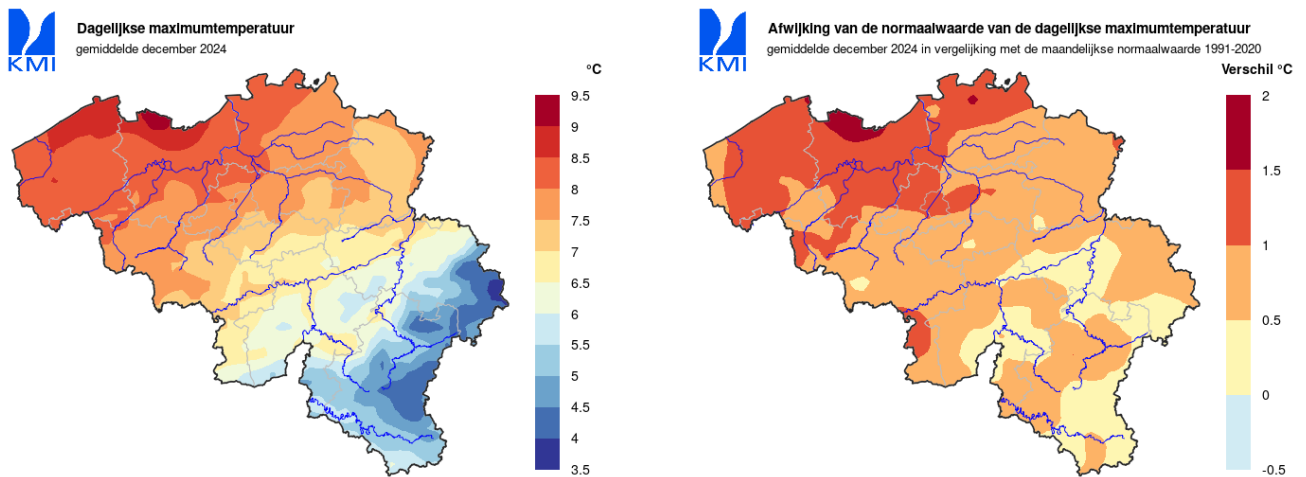 KMI
Dagelijkse maximumtemperatuur
gemiddelde december 2024
°C
9.5
9
8.5
8
7.5
7
6.5
6
5.5
5
4.5
4
3.5
KMI
Afwijking van de normaalwaarde van de dagelijkse maximumtemperatuur
gemiddelde december 2024 in vergelijking met de maandelijkse normaalwaarde 1991-2020
Verschil °C
2
1.5
1
0.5
0
-0.5